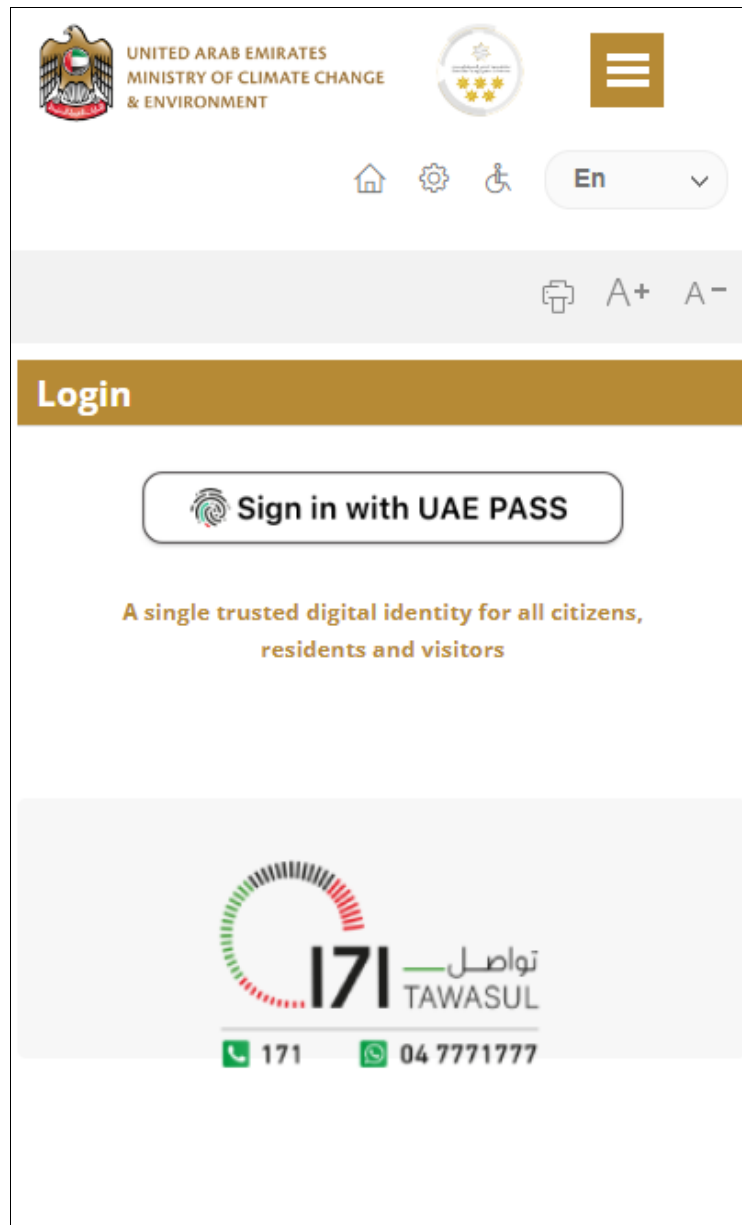 UNITED ARAB EMIRATES
MINISTRY OF CLIMATE CHANGE
& ENVIRONMENT
En
A+ A-
Login
Sign in with UAE PASS
A single trusted digital identity for all citizens,
residents and visitors
171 تواصل
TAWASUL
171 04 7771777